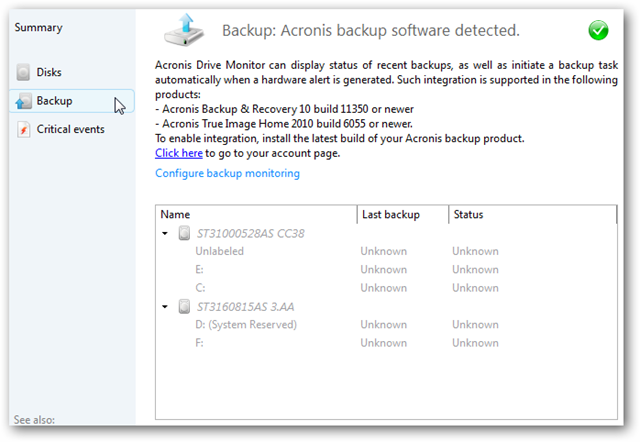 Summary
Disks
Backup
Critical events
See also:
Backup: Acronis backup software detected.
Acronis Drive Monitor can display status of recent backups, as well as initiate a backup task
automatically when a hardware alert is generated. Such integration is supported in the following
products:
- Acronis Backup & Recovery 10 build 11350 or newer
- Acronis True Image Home 2010 build 6055 or newer.
To enable integration, install the latest build of your Acronis backup product.
Click here to go to your account page.
Configure backup monitoring
Name Last backup Status
ST31000528AS CC38
Unlabeled Unknown Unknown
E: Unknown Unknown
C: Unknown Unknown
ST3160815AS 3.AA
D: (System Reserved) Unknown Unknown
F: Unknown Unknown